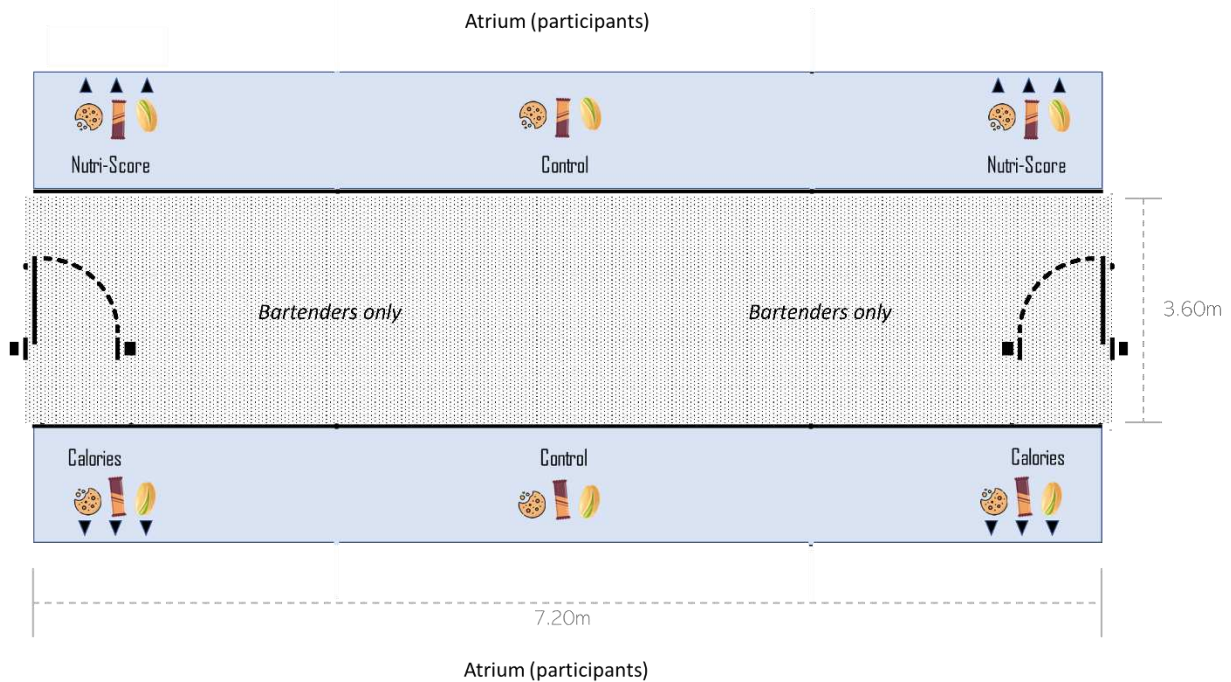 Atrium (participants)
Nutri-Score
Control
Nutri-Score
Bartenders only
Bartenders only
3.60m
Calories
Control
Calories
7.20m
Atrium (participants)